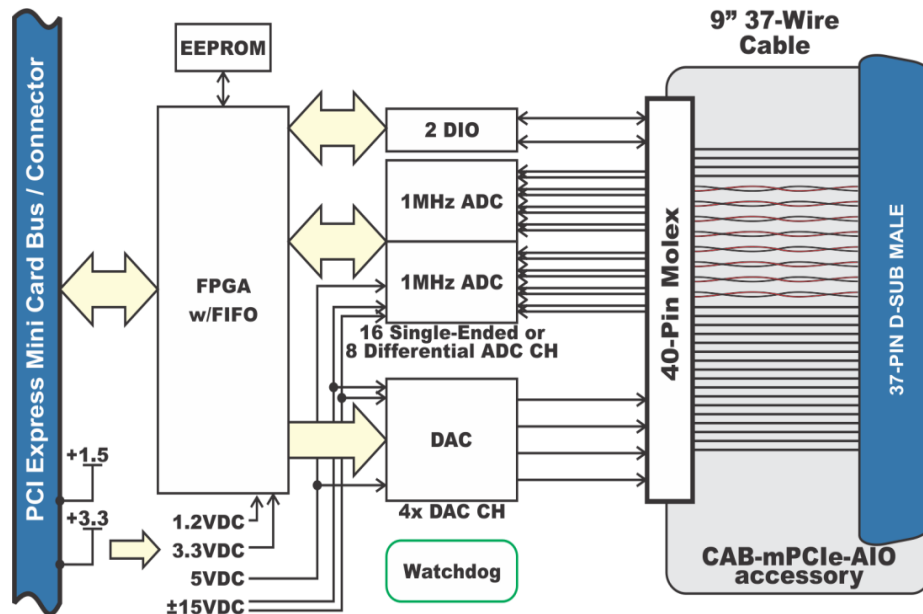 PCI Express Mini Card Bus / Connector
+1.5
+3.3
EEPROM
FPGA
w/FIFO
1.2VDC
3.3VDC
5VDC
±15VDC
2 DIO
1MHz ADC
1MHz ADC
16 Single-Ended or
8 Differential ADC CH
DAC
4x DAC CH
Watchdog
40-Pin Molex
9” 37-Wire
Cable
37-PIN D-SUB MALE
CAB-mPCIe-AIO
accessory